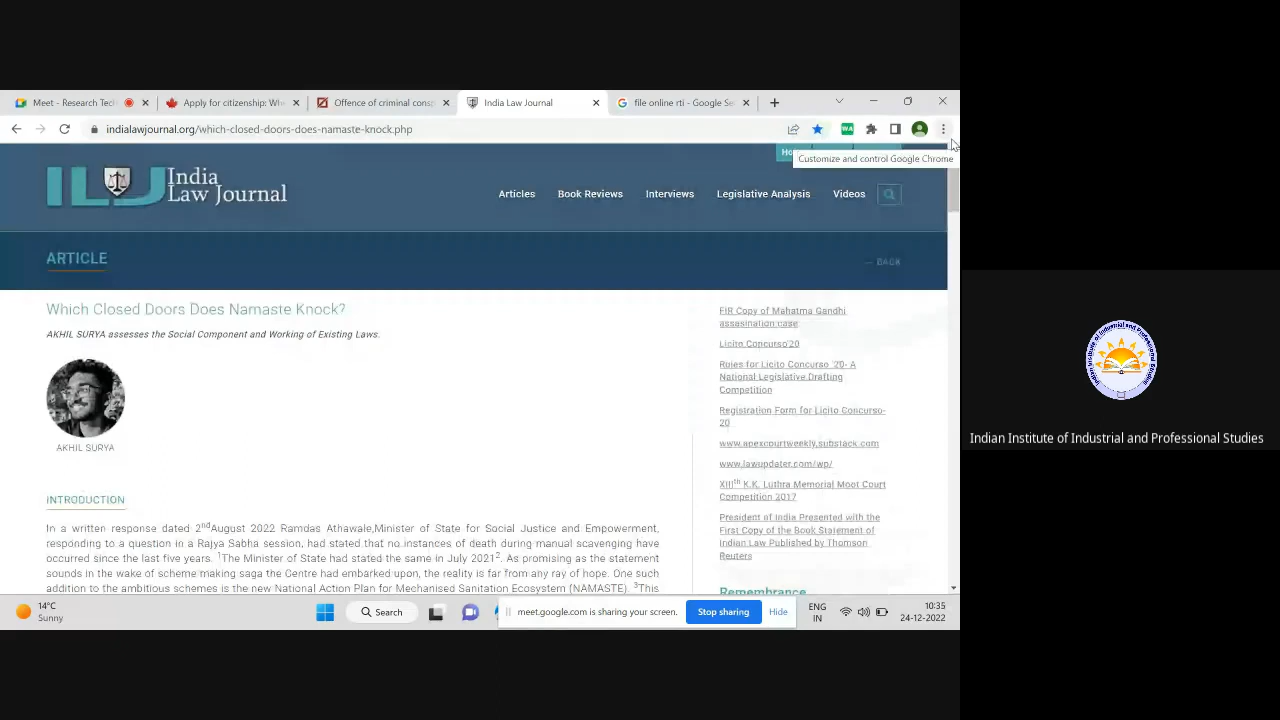 Meet - Research Tec
Apply for citizenship: Wh
Offence of criminal cons
India Law Journal
file online rti - Google Se
indialawjournal.org/which-closed-doors-does-namaste-knock.php
WA
Customize and control Google Chrome
Ho
India
Law Journal
Articles
Book Reviews
Interviews
Legislative Analysis
Videos
ARTICLE
BACK
Which Closed Doors Does Namaste Knock?
AKHIL SURYA assesses the Social Component and Working of Existing Laws.
AKHIL SURYA
INTRODUCTION
In a written response dated 2ndAugust 2022 Ramdas Athawale,Minister of State for Social Justice and Empowerment,
responding to a question in a Rajya Sabha session, had stated that no instances of death during manual scavenging have
occurred since the last five years. 1The Minister of State had stated the same in July 20212. As promising as the statement
sounds in the wake of scheme making saga the Centre had embarked upon, the reality is far from any ray of hope. One such
addition to the ambitious schemes is the new National Action Plan for Mechanised Sanitation Ecosystem (NAMASTE). 3This
FIR Copy of Mahatma Gandhi
assasination case
Licito Concurso'20
Rules for Licito Concurso '20- A
National Legislative Drafting
Competition
Registration Form for Licito Concurso-
20
www.apexcourtweekly.substack.com
www.lawupdater.com/wp/
XIIIth K.K. Luthra Memorial Moot Court
Competition 2017
President of India Presented with the
First Copy of the Book Statement of
Indian Law Published by Thomson
Reuters
Remembrance
14°C
Sunny
Search
meet.google.com is sharing your screen.
Stop sharing
Hide
ENG
IN
10:35
24-12-2022
Indian Institute of Industrial and Professional Studies